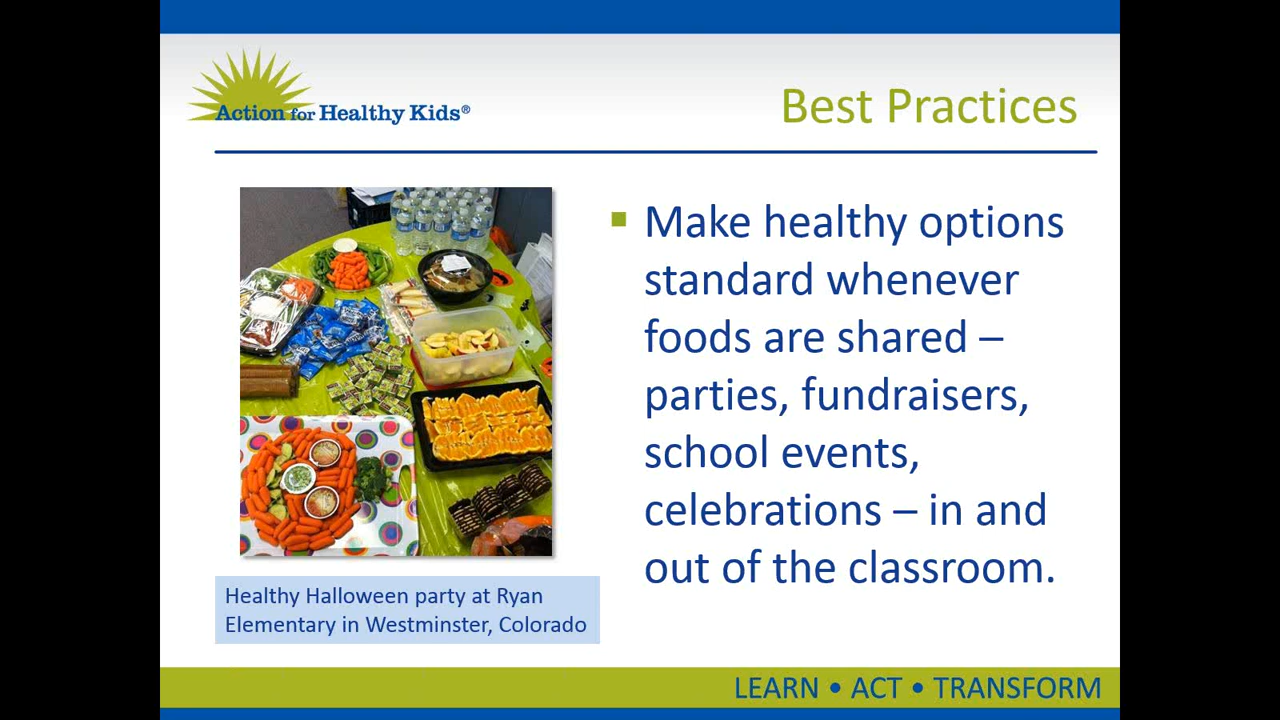 Action for Healthy Kids®
Best Practices
Make healthy options
standard whenever
foods are shared –
parties, fundraisers,
school events,
celebrations – in and
out of the classroom.
Healthy Halloween party at Ryan
Elementary in Westminster, Colorado
LEARN • ACT • TRANSFORM